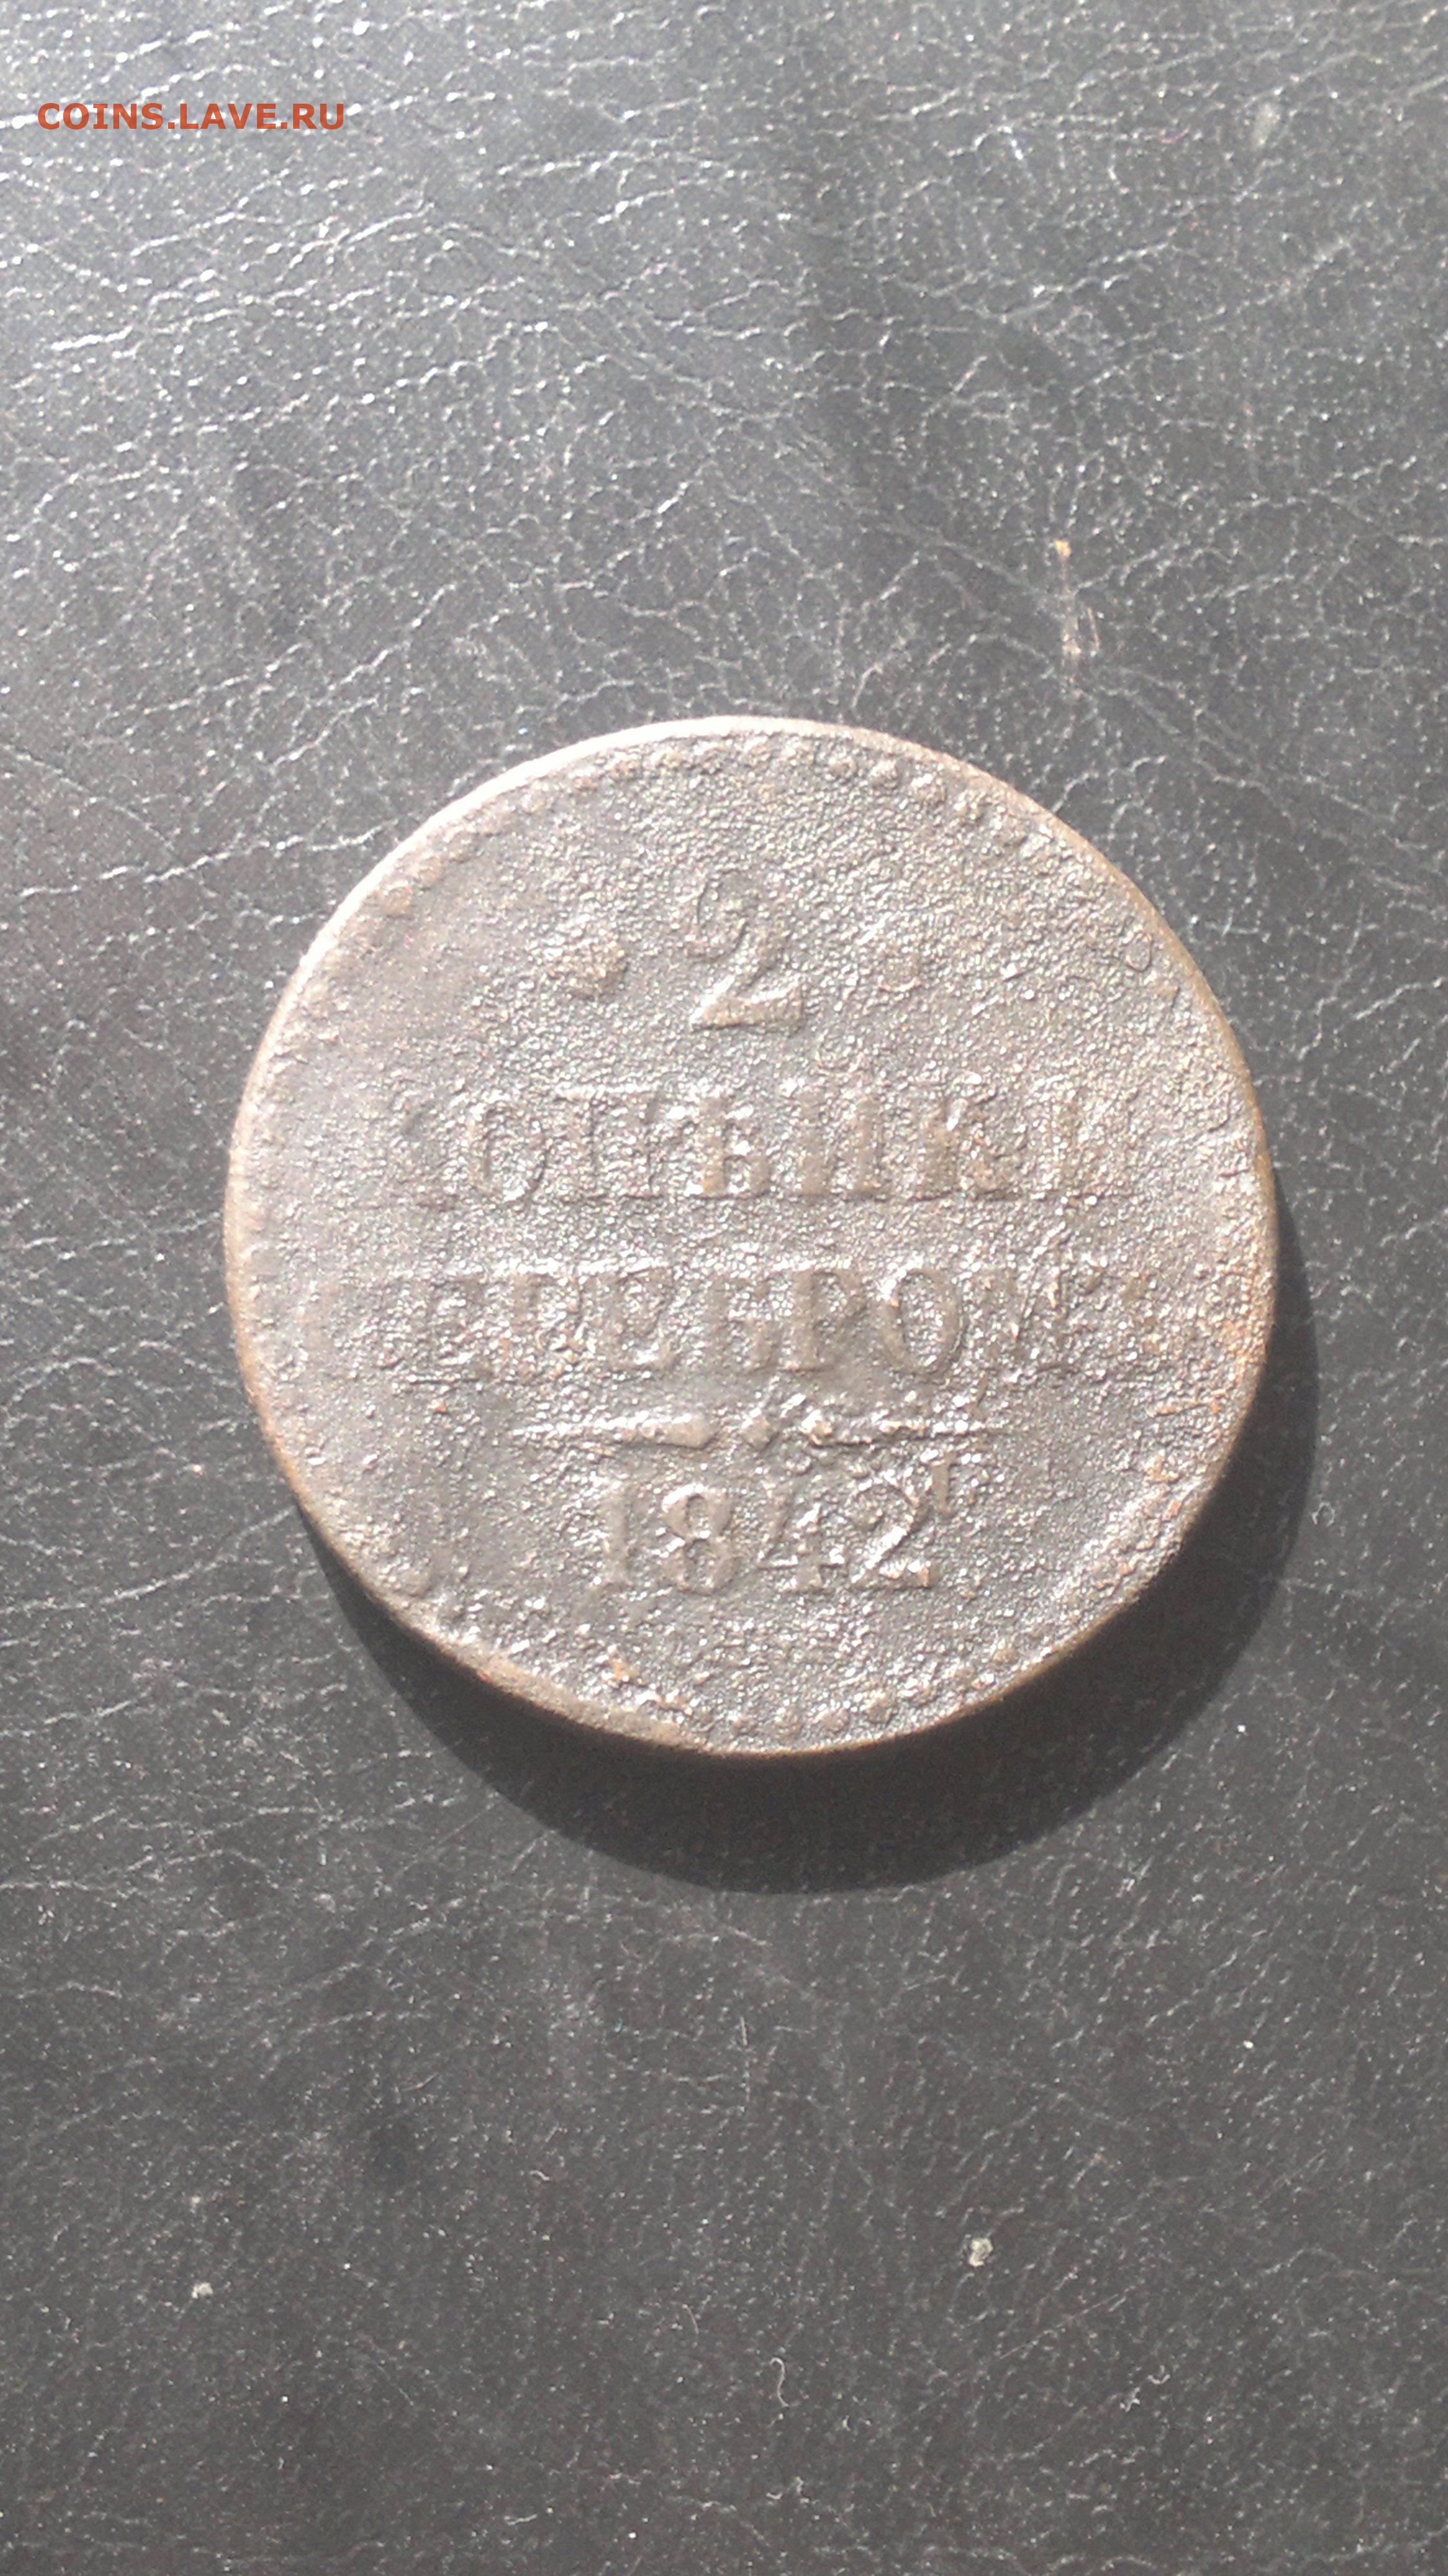 COINS.LAVE.RU
· 2 ·
КОПѢЙКИ
СЕРЕБРОМЪ
1842 г